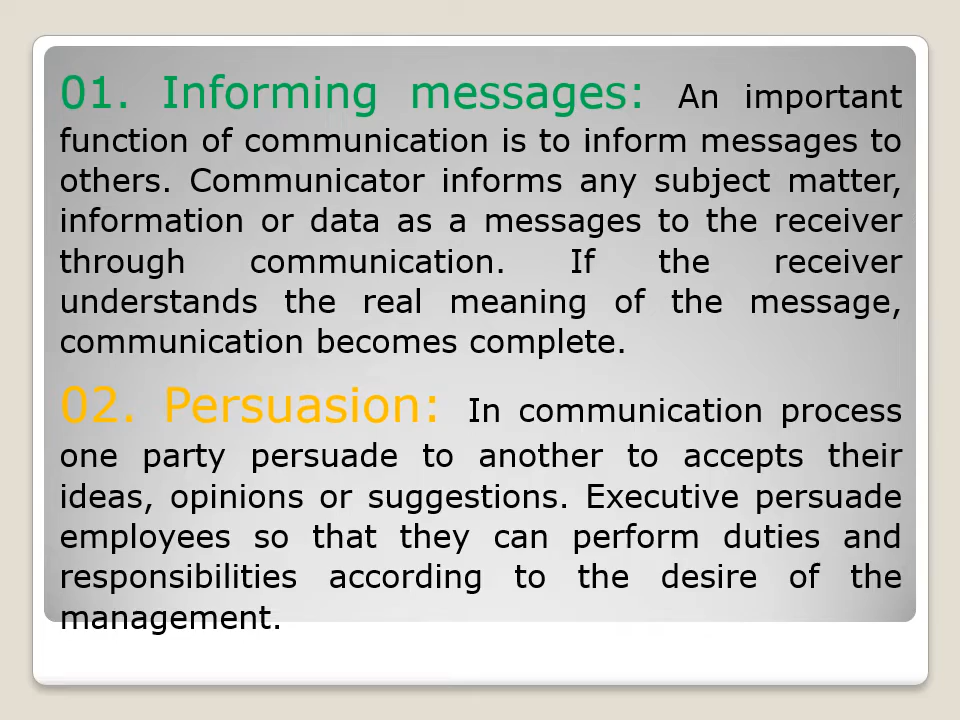 01. Informing messages: An important
function of communication is to inform messages to
others. Communicator informs any subject matter,
information or data as a messages to the receiver
through communication. If the receiver
understands the real meaning of the message,
communication becomes complete.
02. Persuasion: In communication process
one party persuade to another to accepts their
ideas, opinions or suggestions. Executive persuade
employees so that they can perform duties and
responsibilities according to the desire of the
management.